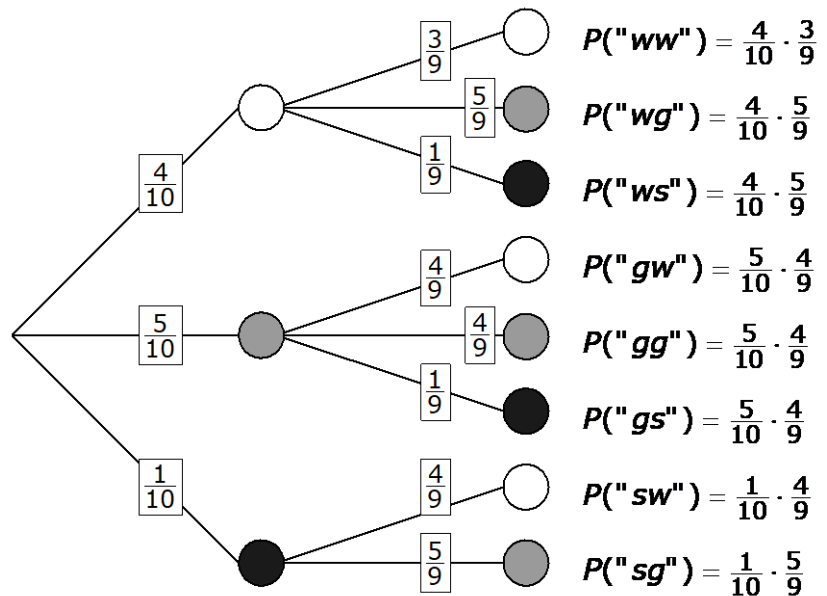 3/9
P("ww") = 4/10 · 3/9
5/9
P("wg") = 4/10 · 5/9
4/10
1/9
P("ws") = 4/10 · 5/9
4/9
P("gw") = 5/10 · 4/9
5/10
4/9
P("gg") = 5/10 · 4/9
1/9
P("gs") = 5/10 · 4/9
1/10
4/9
P("sw") = 1/10 · 4/9
5/9
P("sg") = 1/10 · 5/9